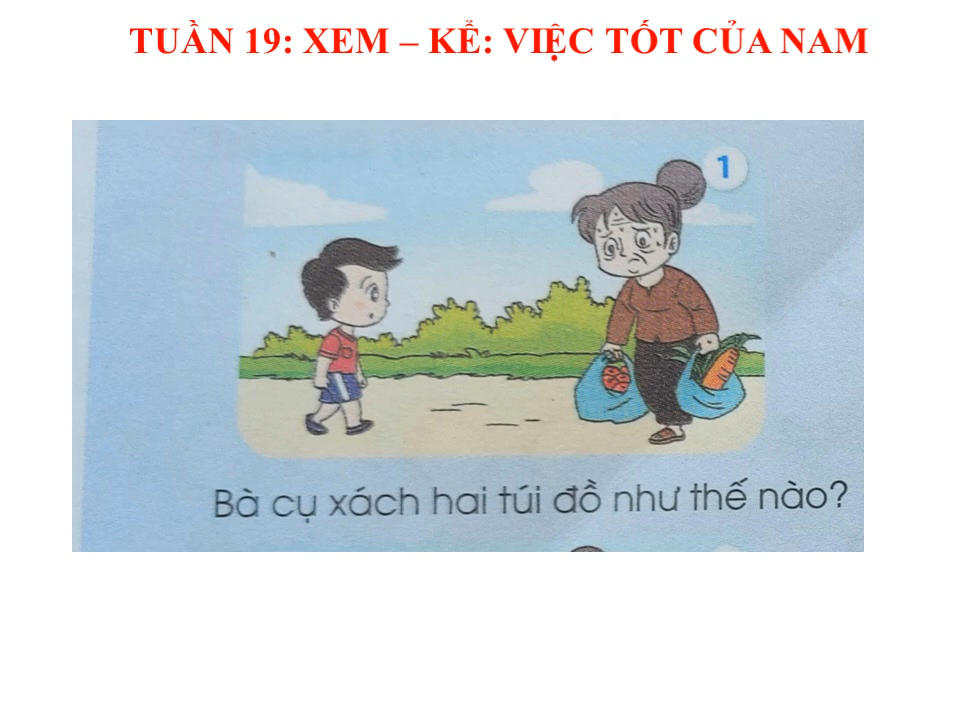 TUẦN 19: XEM – KỂ: VIỆC TỐT CỦA NAM
1
Bà cụ xách hai túi đồ như thế nào?